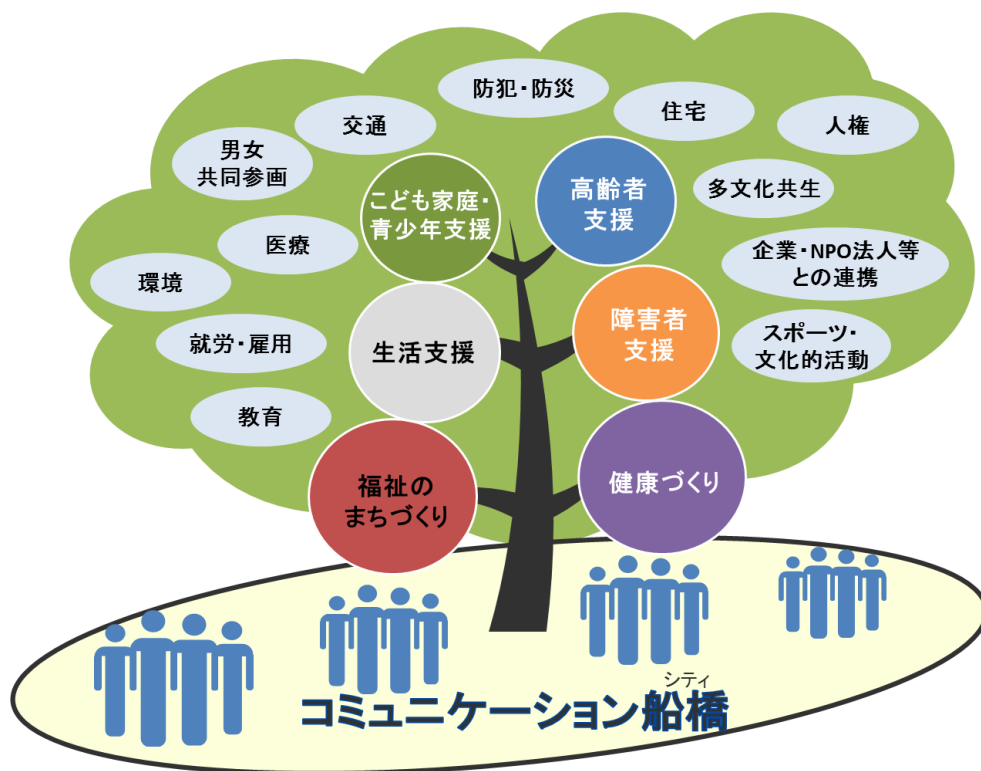 防犯・防災
交通
住宅
人権
男女
共同参画
こども家庭・
青少年支援
高齢者
支援
多文化共生
医療
企業・NPO法人等
との連携
環境
就労・雇用
生活支援
障害者
支援
スポーツ・
文化的活動
教育
福祉の
まちづくり
健康づくり
シティ
コミュニケーション船橋